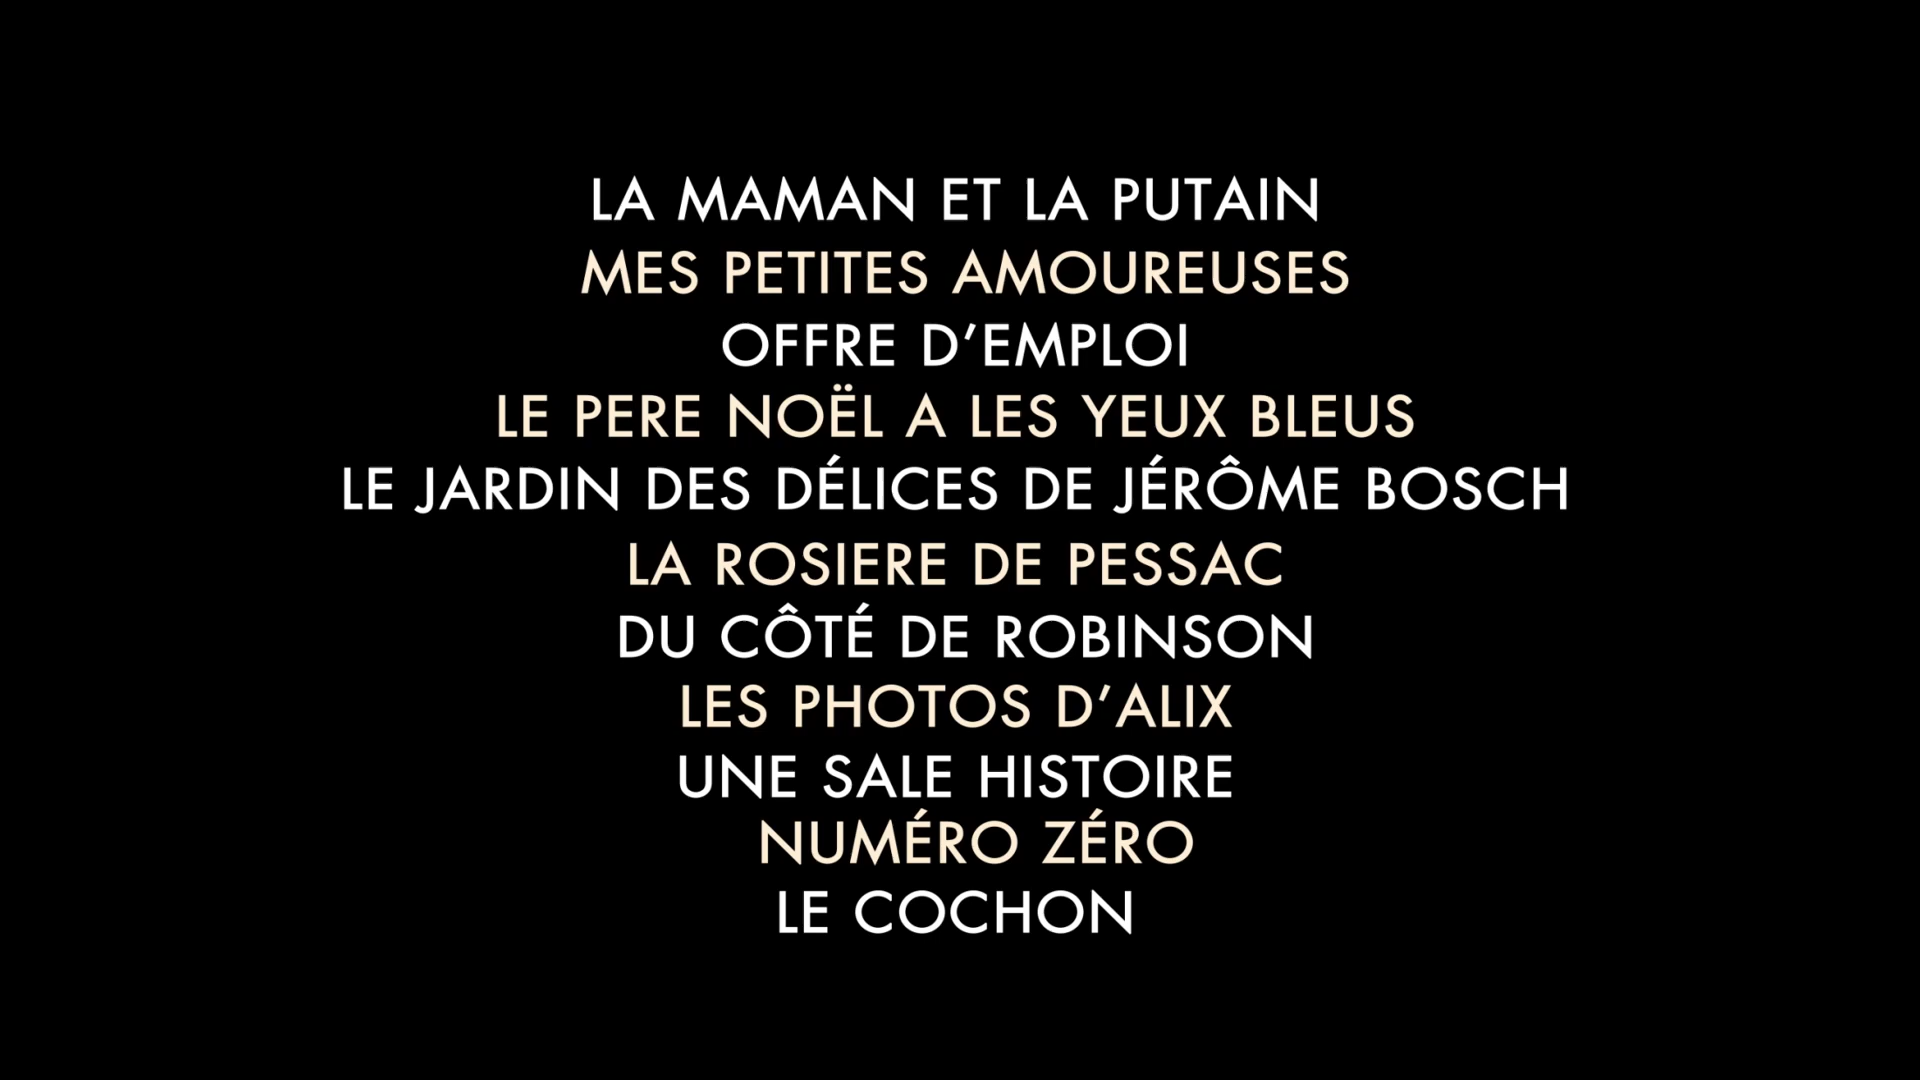 LA MAMAN ET LA PUTAIN
MES PETITES AMOUREUSES
OFFRE D’EMPLOI
LE PERE NOËL A LES YEUX BLEUS
LE JARDIN DES DÉLICES DE JÉRÔME BOSCH
LA ROSIERE DE PESSAC
DU CÔTÉ DE ROBINSON
LES PHOTOS D’ALIX
UNE SALE HISTOIRE
NUMÉRO ZÉRO
LE COCHON